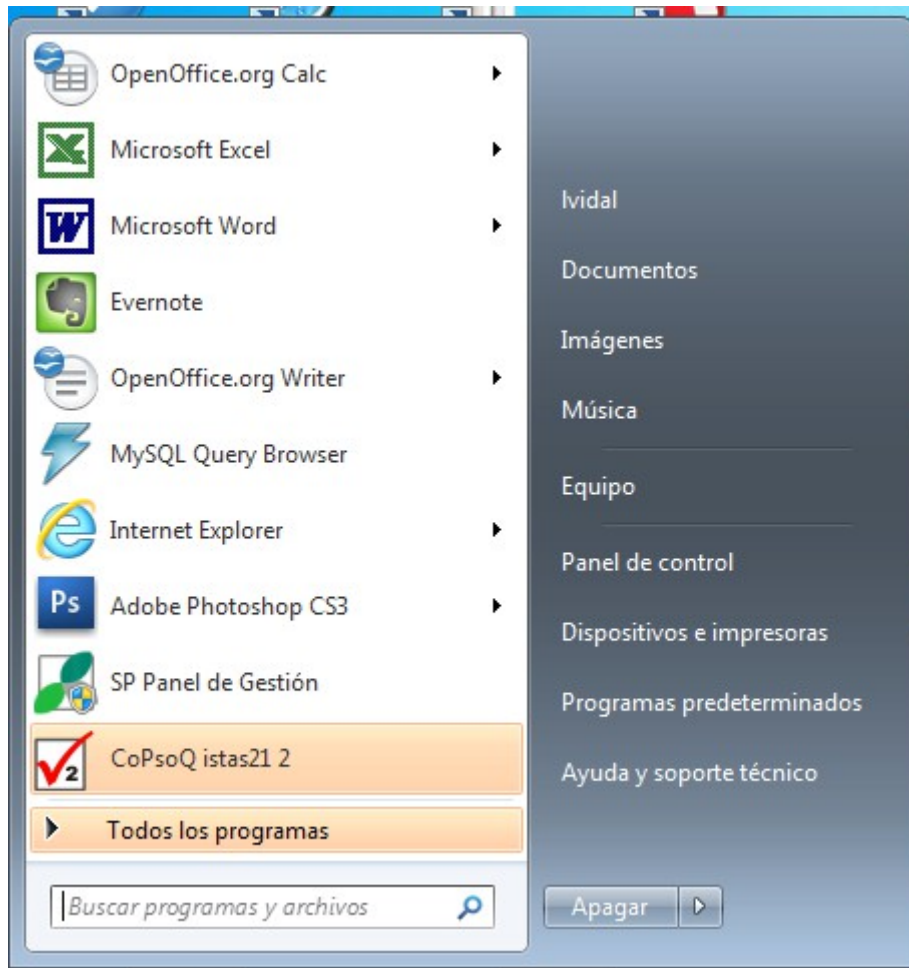 OpenOffice.org Calc
Microsoft Excel
Microsoft Word
Evernote
OpenOffice.org Writer
MySQL Query Browser
Internet Explorer
Ps
Adobe Photoshop CS3
SP Panel de Gestión
2
CoPsoQ istas21 2
Todos los programas
Buscar programas y archivos
lvidal
Documentos
Imágenes
Música
Equipo
Panel de control
Dispositivos e impresoras
Programas predeterminados
Ayuda y soporte técnico
Apagar